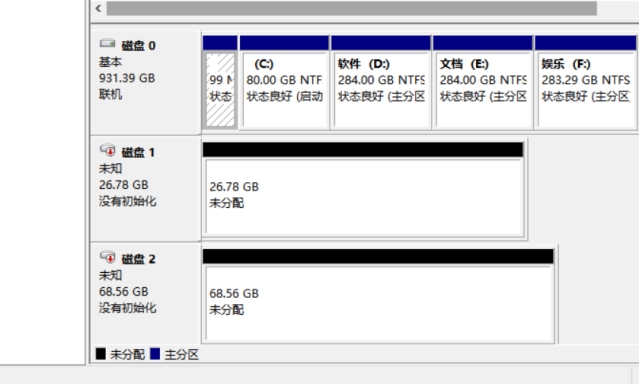 磁盘 0
基本
931.39 GB
联机
99 M
状态
(C:)
80.00 GB NTF
状态良好 (启动
软件 (D:)
284.00 GB NTFS
状态良好 (主分区
文档 (E:)
284.00 GB NTFS
状态良好 (主分区
娱乐 (F:)
283.29 GB NTFS
状态良好 (主分区
磁盘 1
未知
26.78 GB
没有初始化
26.78 GB
未分配
磁盘 2
未知
68.56 GB
没有初始化
68.56 GB
未分配
未分配 主分区